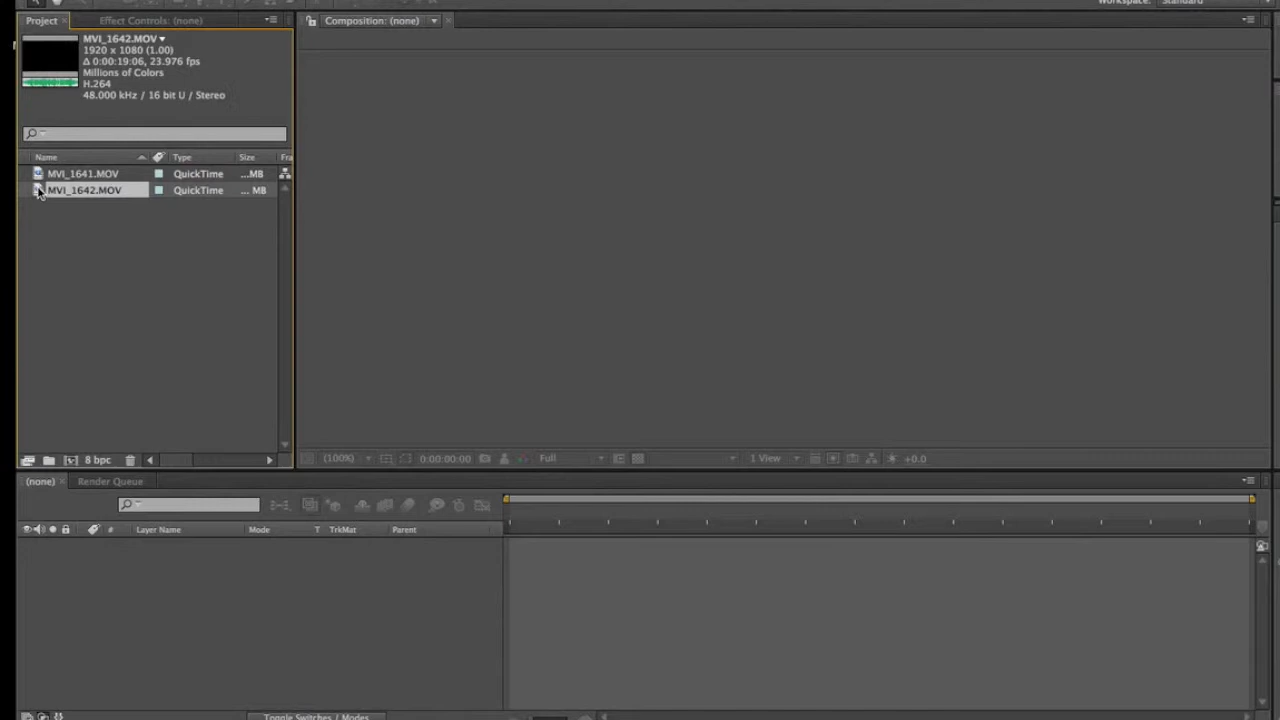 Workspace: Standard
Project
Effect Controls: (none)
Composition: (none)
MVI_1642.MOV
1920 x 1080 (1.00)
Δ 0:00:19:06, 23.976 fps
Millions of Colors
H.264
48.000 kHz / 16 bit U / Stereo
Name Type Size Fra
MVI_1641.MOV QuickTime ...MB
MVI_1642.MOV QuickTime ... MB
8 bpc
(100%) 0:00:00:00 Full 1 View +0.0
(none) Render Queue
# Layer Name Mode T TrkMat Parent
Toggle Switches / Modes